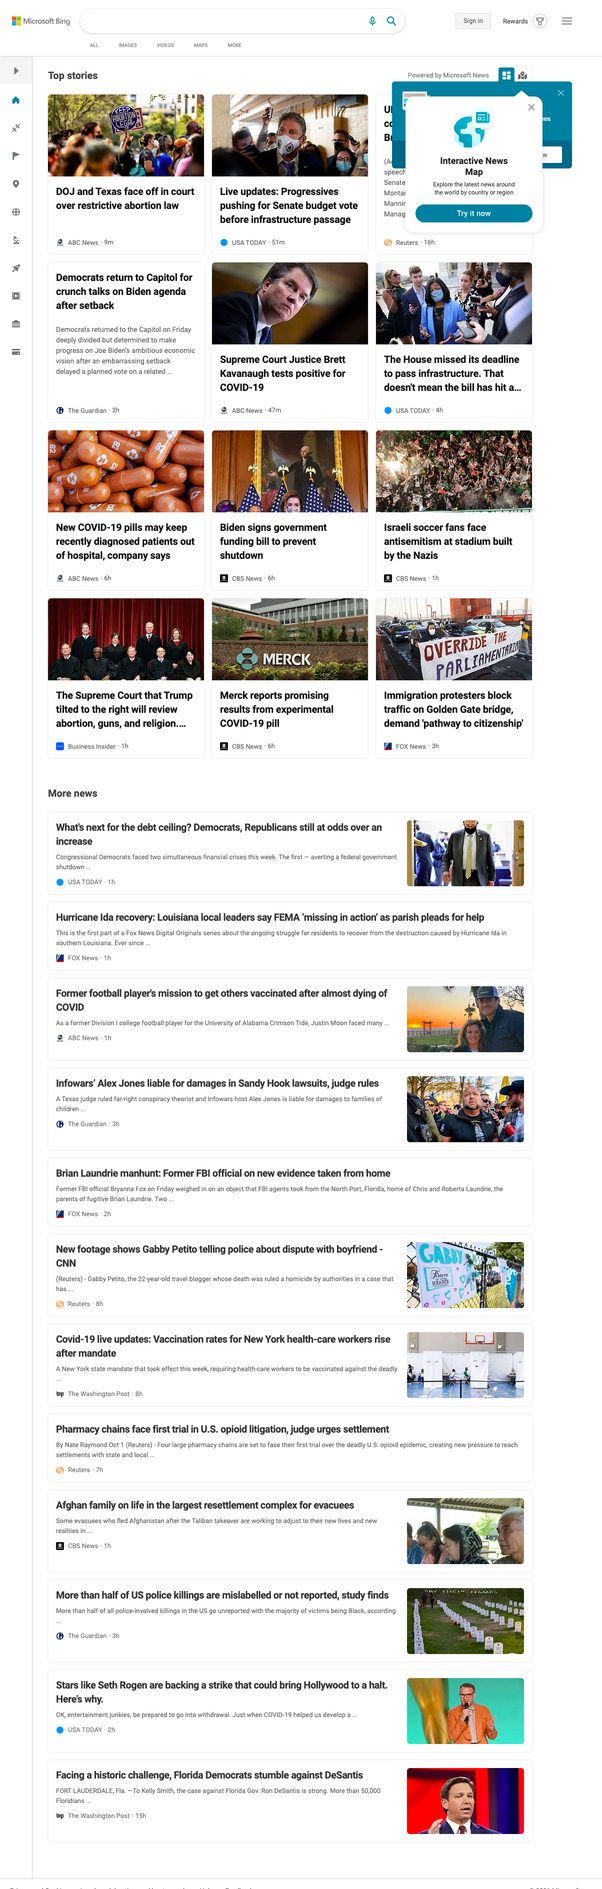 Microsoft Bing
Sign in
Rewards
ALL
IMAGES
VIDEOS
MAPS
MORE
Top stories
Powered by Microsoft News
Interactive News
Map
Explore the latest news around
the world by country or region
Try it now
DOJ and Texas face off in court
over restrictive abortion law
ABC News · 9m
Live updates: Progressives
pushing for Senate budget vote
before infrastructure passage
USA TODAY · 51m
Reuters · 16h
Democrats return to Capitol for
crunch talks on Biden agenda
after setback
Democrats returned to the Capitol on Friday
deeply divided but determined to make
progress on Joe Biden's ambitious economic
vision after an embarrassing setback
delayed a planned vote on a related ...
The Guardian · 2h
Supreme Court Justice Brett
Kavanaugh tests positive for
COVID-19
ABC News · 47m
The House missed its deadline
to pass infrastructure. That
doesn't mean the bill has hit a...
USA TODAY · 4h
New COVID-19 pills may keep
recently diagnosed patients out
of hospital, company says
ABC News · 6h
Biden signs government
funding bill to prevent
shutdown
CBS News · 6h
Israeli soccer fans face
antisemitism at stadium built
by the Nazis
CBS News · 1h
The Supreme Court that Trump
tilted to the right will review
abortion, guns, and religion....
Business Insider · 1h
MERCK
Merck reports promising
results from experimental
COVID-19 pill
CBS News · 6h
OVERRIDE THE
PARLIAMENTARIAN
Immigration protesters block
traffic on Golden Gate bridge,
demand 'pathway to citizenship'
FOX News · 3h
More news
What's next for the debt ceiling? Democrats, Republicans still at odds over an
increase
Congressional Democrats faced two simultaneous financial crises this week. The first — averting a federal government
shutdown ...
USA TODAY · 1h
Hurricane Ida recovery: Louisiana local leaders say FEMA 'missing in action' as parish pleads for help
This is the first part of a Fox News Digital Originals series about the ongoing struggle for residents to recover from the destruction caused by Hurricane Ida in
southern Louisiana. Ever since ...
FOX News · 1h
Former football player's mission to get others vaccinated after almost dying of
COVID
As a former Division I college football player for the University of Alabama Crimson Tide, Justin Moon faced many ...
ABC News · 1h
Infowars' Alex Jones liable for damages in Sandy Hook lawsuits, judge rules
A Texas judge ruled far-right conspiracy theorist and Infowars host Alex Jones is liable for damages to families of
children ...
The Guardian · 3h
Brian Laundrie manhunt: Former FBI official on new evidence taken from home
Former FBI official Bryanna Fox on Friday weighed in on an object that FBI agents took from the North Port, Florida, home of Chris and Roberta Laundrie, the
parents of fugitive Brian Laundrie. Two ...
FOX News · 2h
New footage shows Gabby Petito telling police about dispute with boyfriend -
CNN
(Reuters) - Gabby Petito, the 22-year-old travel blogger whose death was ruled a homicide by authorities in a case that
has ...
Reuters · 8h
GABBY
Covid-19 live updates: Vaccination rates for New York health-care workers rise
after mandate
A New York state mandate that took effect this week, requiring health-care workers to be vaccinated against the deadly
...
The Washington Post · 8h
Pharmacy chains face first trial in U.S. opioid litigation, judge urges settlement
By Nate Raymond Oct 1 (Reuters) - Four large pharmacy chains are set to face their first trial over the deadly U.S. opioid epidemic, creating new pressure to reach
settlements with state and local ...
Reuters · 7h
Afghan family on life in the largest resettlement complex for evacuees
Some evacuees who fled Afghanistan after the Taliban takeover are working to adjust to their new lives and new
realities in ...
CBS News · 1h
More than half of US police killings are mislabelled or not reported, study finds
More than half of all police-involved killings in the US go unreported with the majority of victims being Black, according
...
The Guardian · 3h
SAY THEIR NAMES
Stars like Seth Rogen are backing a strike that could bring Hollywood to a halt.
Here's why.
OK, entertainment junkies, be prepared to go into withdrawal. Just when COVID-19 helped us develop a ...
USA TODAY · 2h
Facing a historic challenge, Florida Democrats stumble against DeSantis
FORT LAUDERDALE, Fla. —To Kelly Smith, the case against Florida Gov. Ron DeSantis is strong. More than 50,000
Floridians ...
The Washington Post · 15h